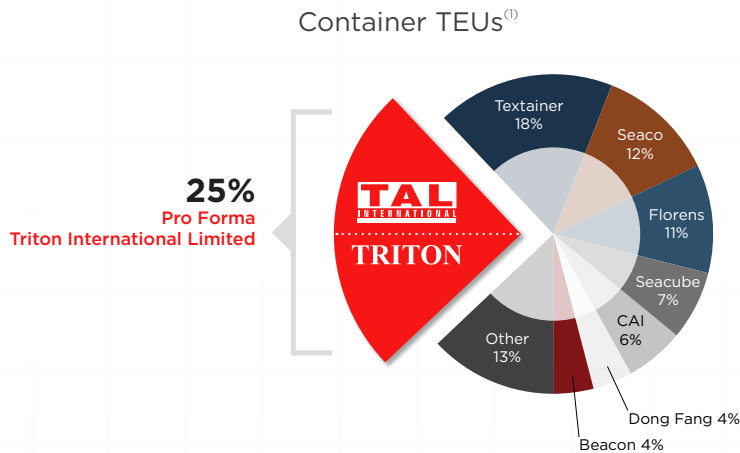 Container TEUs(1)
25%
Pro Forma
Triton International Limited
TAL
INTERNATIONAL
TRITON
Textainer
18%
Seaco
12%
Florens
11%
Seacube
7%
CAI
6%
Dong Fang 4%
Beacon 4%
Other
13%